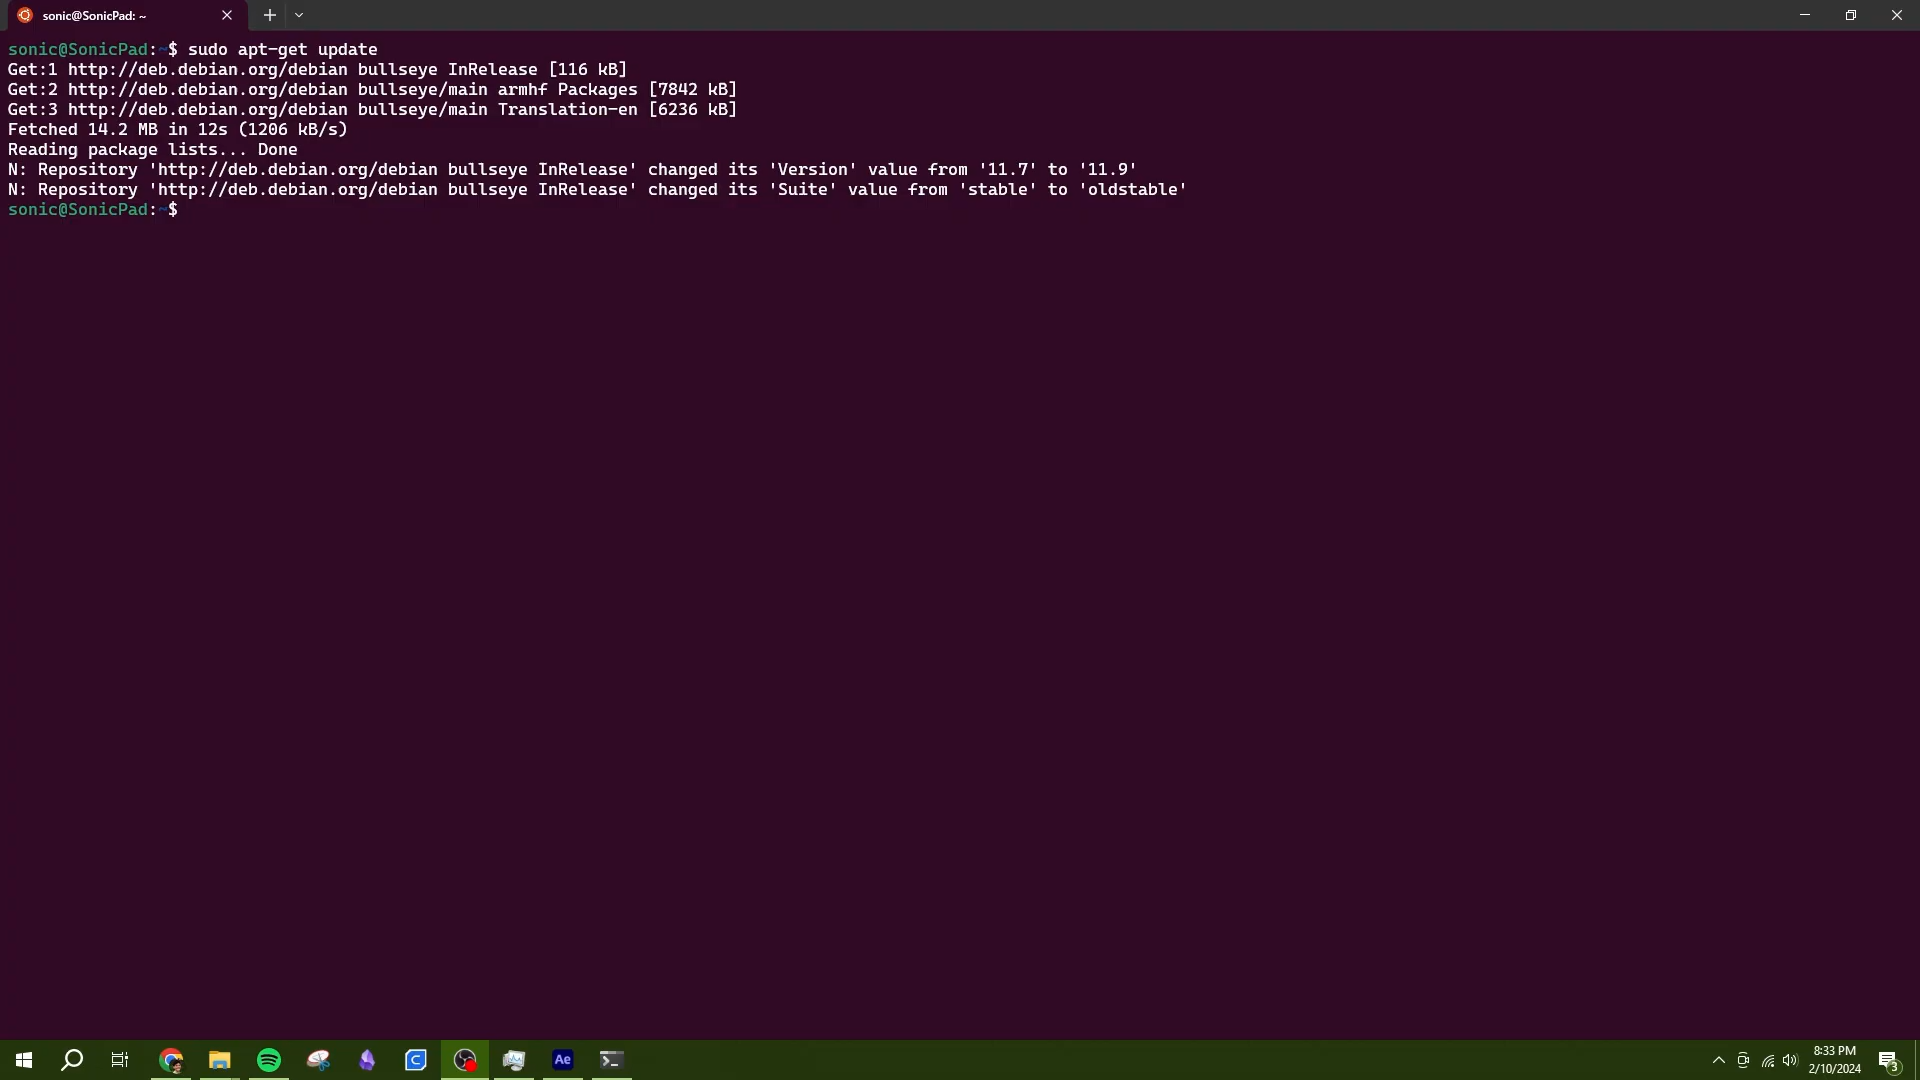 sonic@SonicPad: ~
sonic@SonicPad:~$ sudo apt-get update
Get:1 http://deb.debian.org/debian bullseye InRelease [116 kB]
Get:2 http://deb.debian.org/debian bullseye/main armhf Packages [7842 kB]
Get:3 http://deb.debian.org/debian bullseye/main Translation-en [6236 kB]
Fetched 14.2 MB in 12s (1206 kB/s)
Reading package lists... Done
N: Repository 'http://deb.debian.org/debian bullseye InRelease' changed its 'Version' value from '11.7' to '11.9'
N: Repository 'http://deb.debian.org/debian bullseye InRelease' changed its 'Suite' value from 'stable' to 'oldstable'
sonic@SonicPad:~$
Ae
8:33 PM
2/10/2024
3